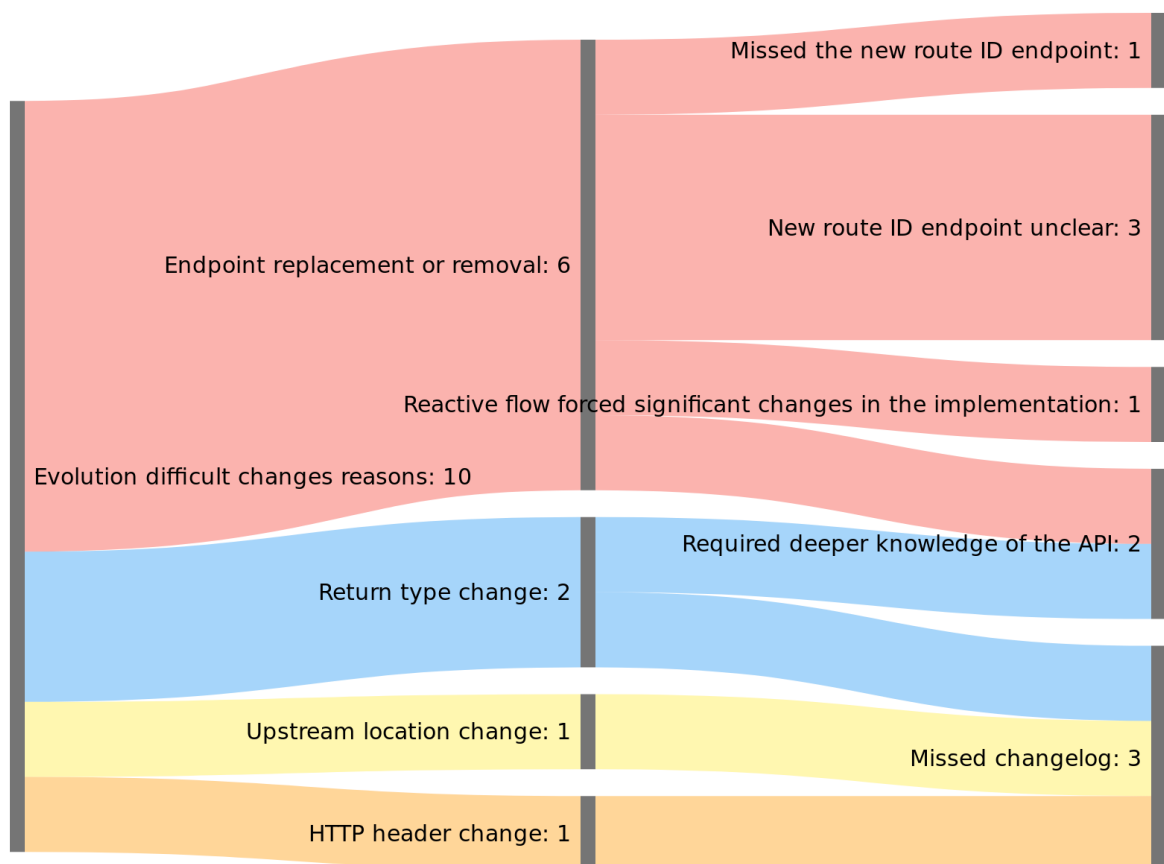 Missed the new route ID endpoint: 1
New route ID endpoint unclear: 3
Endpoint replacement or removal: 6
Reactive flow forced significant changes in the implementation: 1
Evolution difficult changes reasons: 10
Required deeper knowledge of the API: 2
Return type change: 2
Upstream location change: 1
Missed changelog: 3
HTTP header change: 1